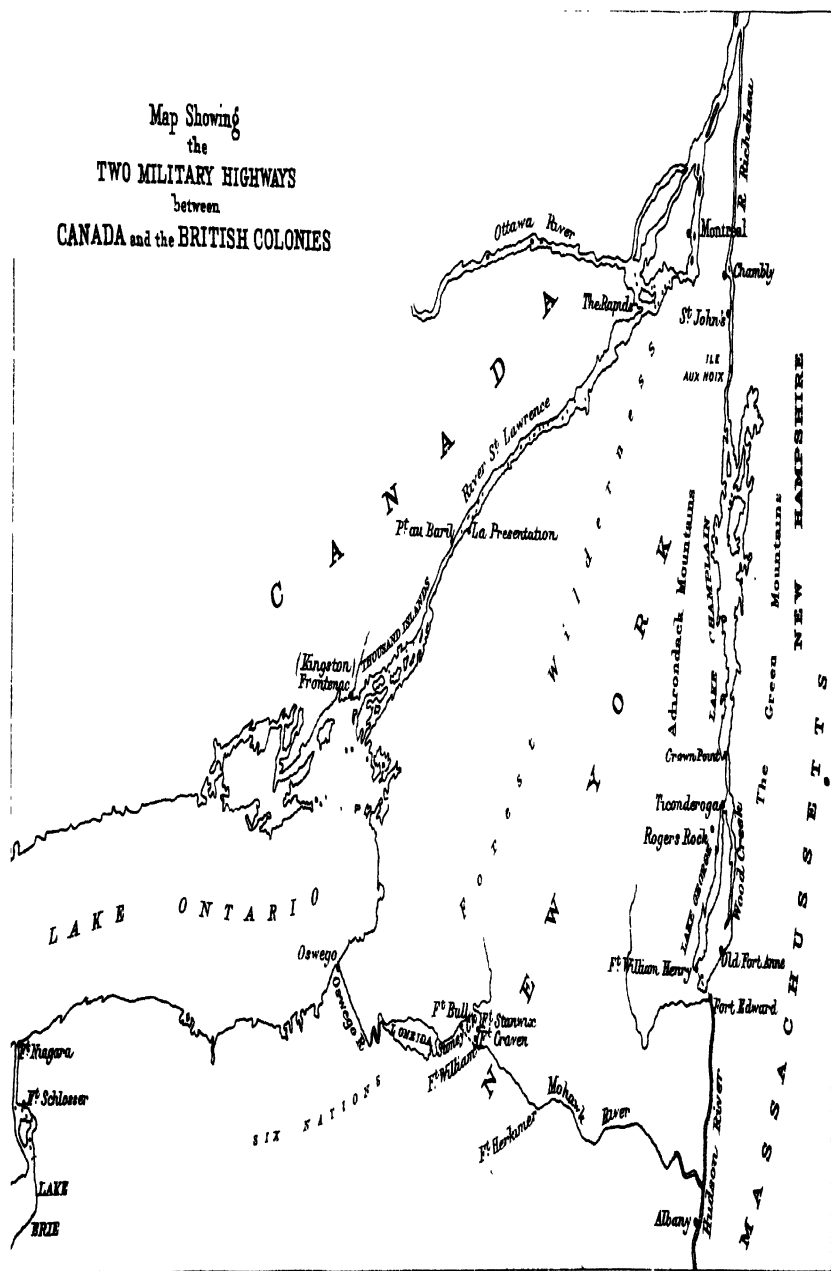 Map Showing
the
TWO MILITARY HIGHWAYS
between
CANADA and the BRITISH COLONIES
R Richelieu
Ottawa River
Montreal
Chambly
The Rapids
St. John's
ILE
AUX NOIX
CANADA
River St. Lawrence
Pt. au Baril
La Presentation
THOUSAND ISLANDS
(Kingston)
Frontenac
Forest Wilderness
NEW YORK
Adirondack Mountains
LAKE CHAMPLAIN
The Green Mountains
NEW HAMPSHIRE
MASSACHUSSETTS
Crown Point
Ticonderoga
Rogers Rock
LAKE GEORGE
Wood Creek
LAKE ONTARIO
Oswego
Oswego R.
Ft. William Henry
Old Fort Anne
Fort Edward
Ft. Bull
Ft. Stanwix
Ft. Craven
ONEIDA
Ft. William
Ft. Niagara
Ft. Schlosser
SIX NATIONS
Mohawk River
Ft. Herkimer
Hudson River
Albany
LAKE
ERIE